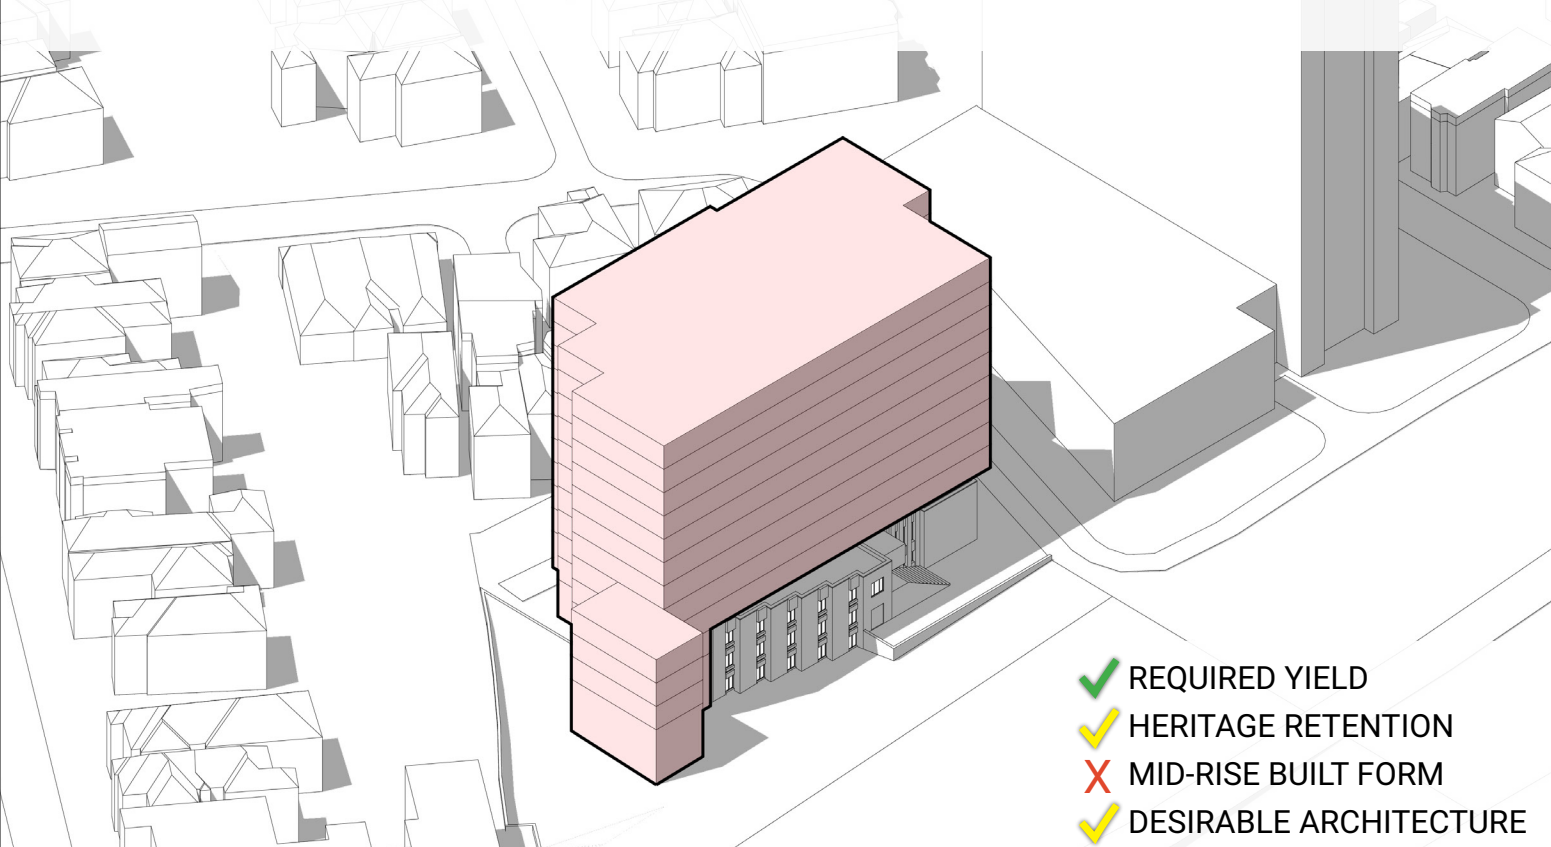 REQUIRED YIELD
HERITAGE RETENTION
X MID-RISE BUILT FORM
DESIRABLE ARCHITECTURE